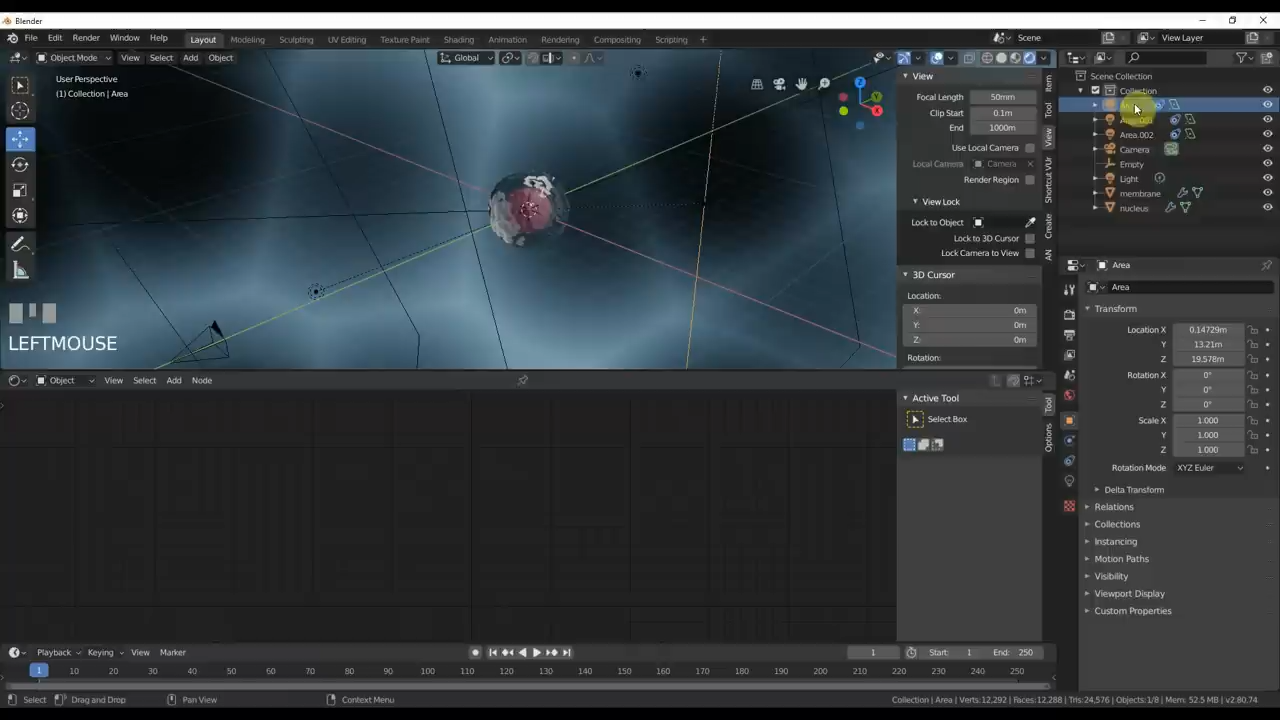 Blender
File Edit Render Window Help Layout Modeling Sculpting UV Editing Texture Paint Shading Animation Rendering Compositing Scripting + Scene View Layer
Object Mode View Select Add Object Global
User Perspective
(1) Collection | Area
LEFTMOUSE
View
Focal Length 50mm
Clip Start 0.1m
End 1000m
Use Local Camera
Local Camera Camera
Render Region
View Lock
Lock to Object
Lock to 3D Cursor
Lock Camera to View
3D Cursor
Location:
X: 0m
Y: 0m
Z: 0m
Rotation:
Item
Tool
View
Shortcut VUr
Create
AN
Scene Collection
Collection
Area.002
Camera
Empty
Light
membrane
nucleus
Area
Area
Transform
Location X 0.14729m
Y 13.21m
Z 19.578m
Rotation X 0°
Y 0°
Z 0°
Scale X 1.000
Y 1.000
Z 1.000
Rotation Mode XYZ Euler
Delta Transform
Relations
Collections
Instancing
Motion Paths
Visibility
Viewport Display
Custom Properties
Object View Select Add Node
Active Tool
Select Box
Tool
Options
Playback Keying View Marker 1 Start: 1 End: 250
1 10 20 30 40 50 60 70 80 90 100 110 120 130 140 150 160 170 180 190 200 210 220 230 240 250
Select Drag and Drop Pan View Context Menu Collection | Area | Verts:12,292 | Faces:12,288 | Tris:24,576 | Objects:1/8 | Mem: 52.5 MB | v2.80.74